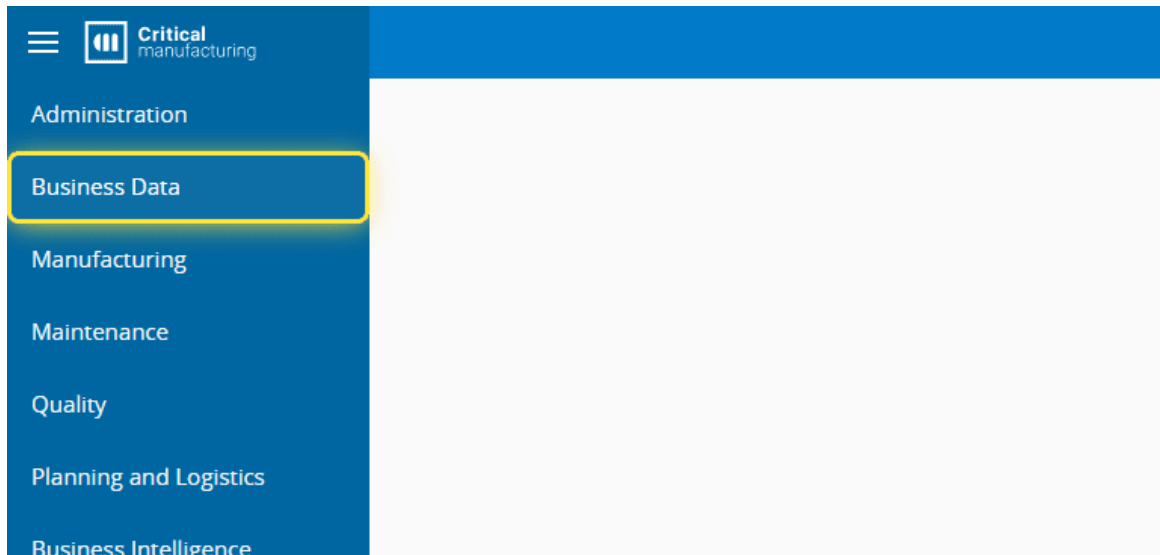 Critical
manufacturing
Administration
Business Data
Manufacturing
Maintenance
Quality
Planning and Logistics
Business Intelligence